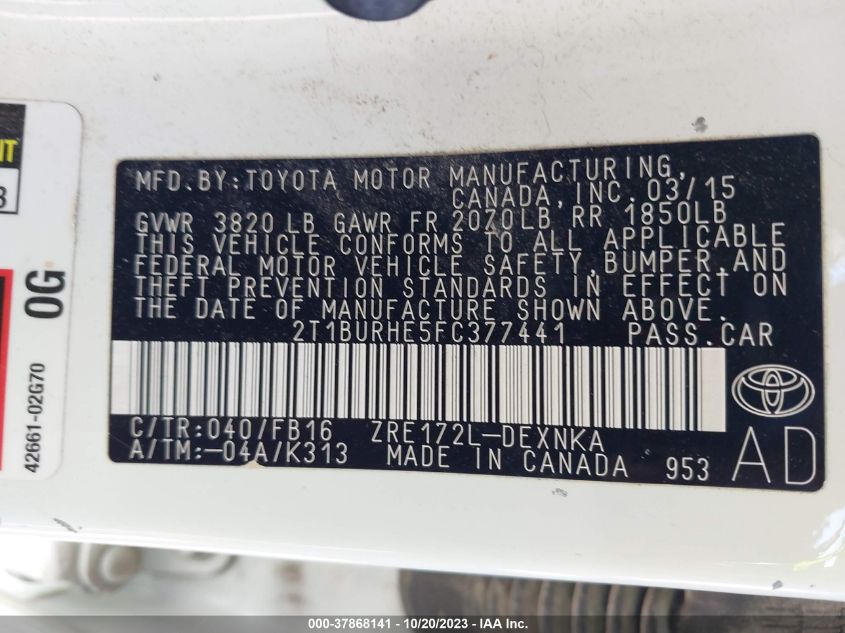 MFD.BY:TOYOTA MOTOR MANUFACTURING,
CANADA, INC. 03/15
GVWR 3820 LB GAWR FR 2070LB RR 1850LB
THIS VEHICLE CONFORMS TO ALL APPLICABLE
FEDERAL MOTOR VEHICLE SAFETY, BUMPER, AND
THEFT PREVENTION STANDARDS IN EFFECT ON
THE DATE OF MANUFACTURE SHOWN ABOVE.
2T1BURHE5FC377441 PASS.CAR
C/TR:040/FB16 ZRE172L-DEXNKA
A/TM:-04A/K313 MADE IN CANADA 953
AD
0G
42661-02G70
000-37868141 - 10/20/2023 - IAA Inc.